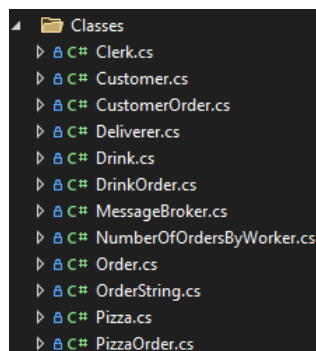 Classes
C# Clerk.cs
C# Customer.cs
C# CustomerOrder.cs
C# Deliverer.cs
C# Drink.cs
C# DrinkOrder.cs
C# MessageBroker.cs
C# NumberOfOrdersByWorker.cs
C# Order.cs
C# OrderString.cs
C# Pizza.cs
C# PizzaOrder.cs